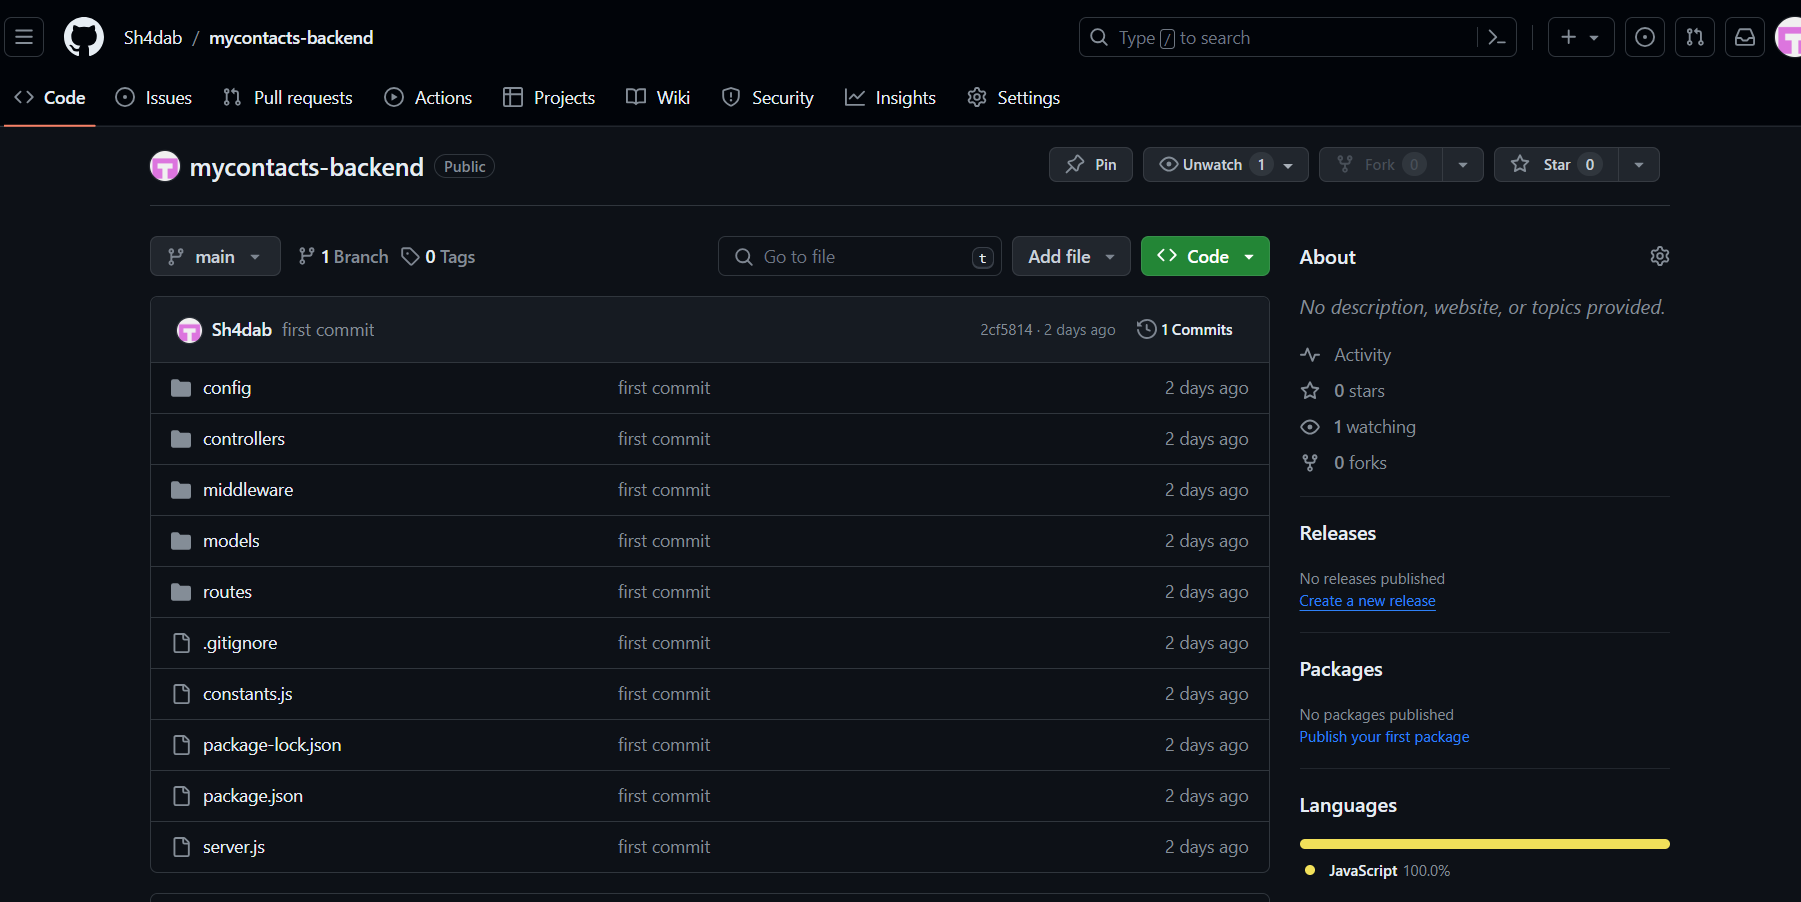 Sh4dab / mycontacts-backend
Type / to search
Code Issues Pull requests Actions Projects Wiki Security Insights Settings
mycontacts-backend Public
Pin Unwatch 1 Fork 0 Star 0
main 1 Branch 0 Tags Go to file t Add file Code
Sh4dab first commit 2cf5814 · 2 days ago 1 Commits
config first commit 2 days ago
controllers first commit 2 days ago
middleware first commit 2 days ago
models first commit 2 days ago
routes first commit 2 days ago
.gitignore first commit 2 days ago
constants.js first commit 2 days ago
package-lock.json first commit 2 days ago
package.json first commit 2 days ago
server.js first commit 2 days ago
About
No description, website, or topics provided.
Activity
0 stars
1 watching
0 forks
Releases
No releases published
Create a new release
Packages
No packages published
Publish your first package
Languages
JavaScript 100.0%